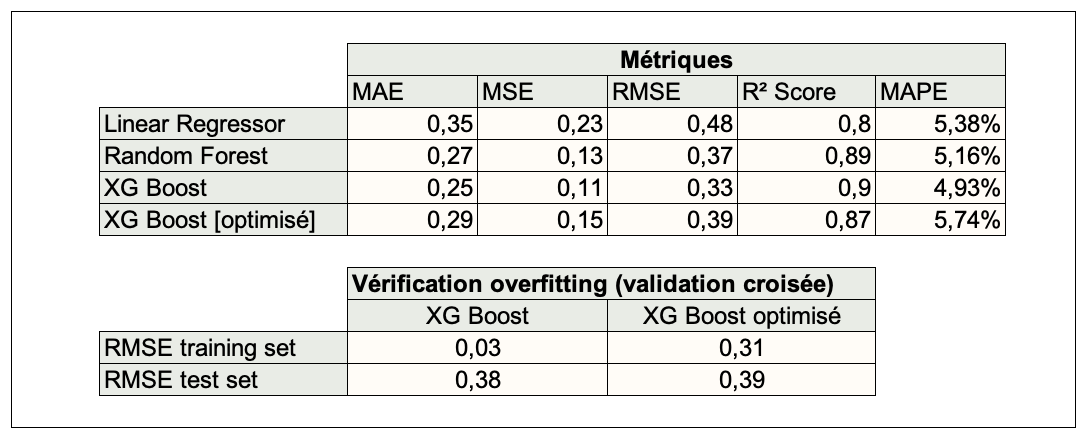 Métriques
MAE MSE RMSE R² Score MAPE
Linear Regressor 0,35 0,23 0,48 0,8 5,38%
Random Forest 0,27 0,13 0,37 0,89 5,16%
XG Boost 0,25 0,11 0,33 0,9 4,93%
XG Boost [optimisé] 0,29 0,15 0,39 0,87 5,74%
Vérification overfitting (validation croisée)
XG Boost XG Boost optimisé
RMSE training set 0,03 0,31
RMSE test set 0,38 0,39